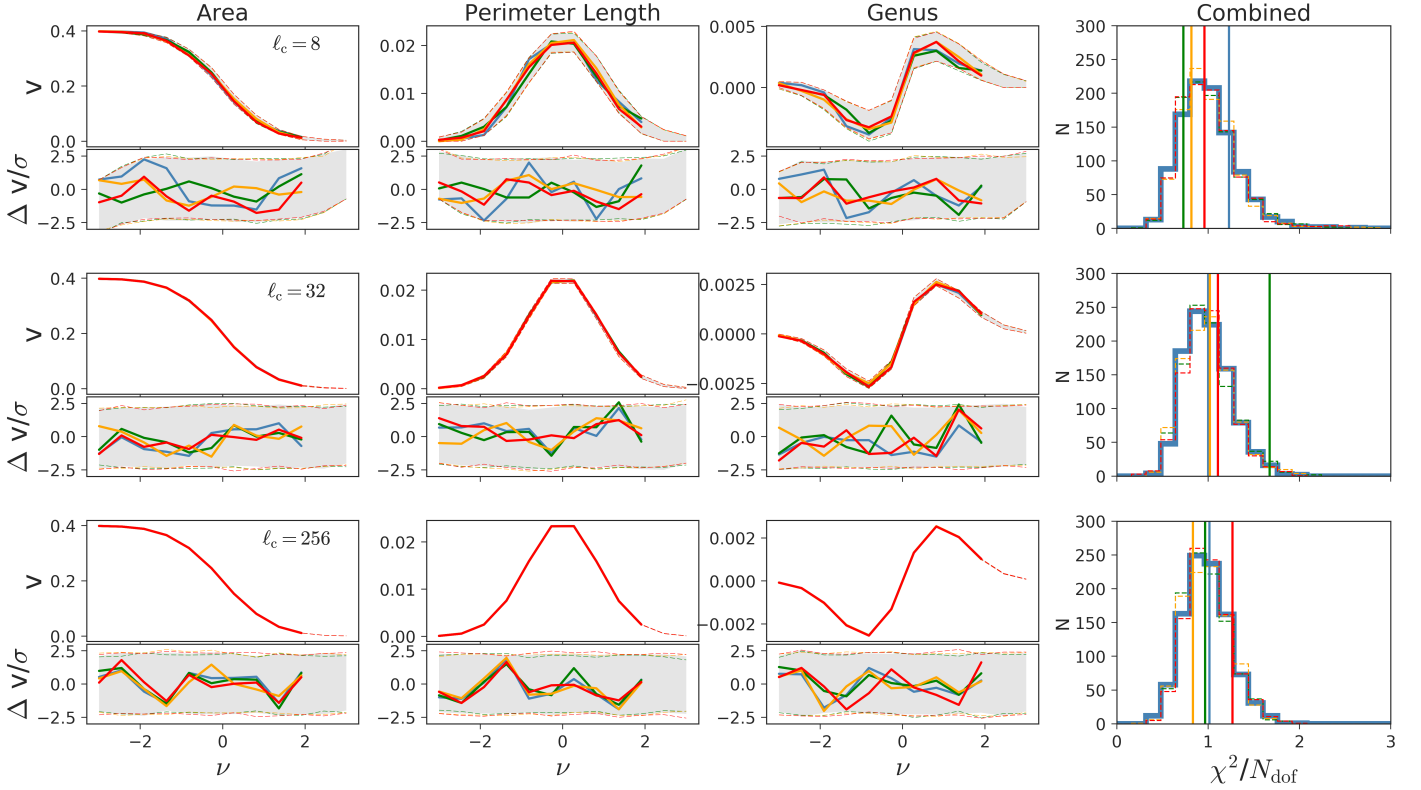 Area Perimeter Length Genus Combined
0.4 0.2 0.0 v ℓc = 8
0.02 0.01 0.00
0.005 0.000
300 250 200 150 100 50 0 N
2.5 0.0 −2.5 Δ v/σ
2.5 0.0 −2.5
2.5 0.0 −2.5
0.4 0.2 0.0 v ℓc = 32
0.02 0.01 0.00
0.0025 0.0000 −0.0025
300 250 200 150 100 50 0 N
2.5 0.0 −2.5 Δ v/σ
2.5 0.0 −2.5
2.5 0.0 −2.5
0.4 0.2 0.0 v ℓc = 256
0.02 0.01 0.00
0.002 0.000 −0.002
300 250 200 150 100 50 0 N
2.5 0.0 −2.5 Δ v/σ
2.5 0.0 −2.5
2.5 0.0 −2.5
−2 0 2 −2 0 2 −2 0 2 0 1 2 3
ν ν ν χ²/Ndof